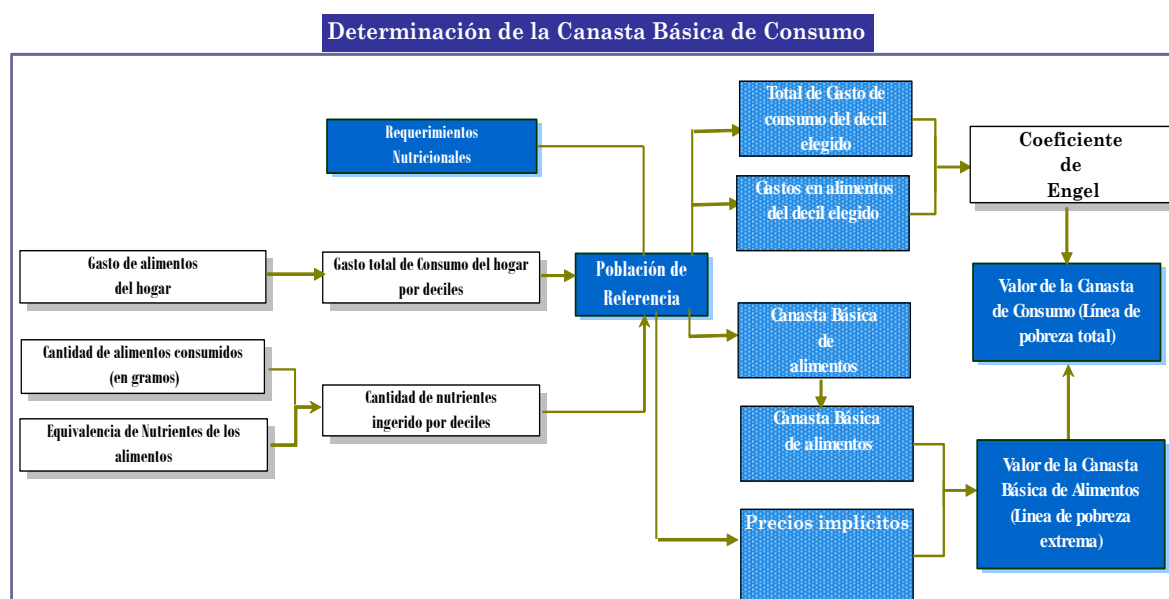 Determinación de la Canasta Básica de Consumo
Requerimientos
Nutricionales
Gasto de alimentos
del hogar
Gasto total de Consumo del hogar
por deciles
Cantidad de alimentos consumidos
(en gramos)
Equivalencia de Nutrientes de los
alimentos
Cantidad de nutrientes
ingerido por deciles
Población de
Referencia
Total de Gasto de
consumo del decil
elegido
Gastos en alimentos
del decil elegido
Canasta Básica
de
alimentos
Canasta Básica
de alimentos
Precios implícitos
Coeficiente
de
Engel
Valor de la Canasta
de Consumo (Línea de
pobreza total)
Valor de la Canasta
Básica de Alimentos
(Linea de pobreza
extrema)